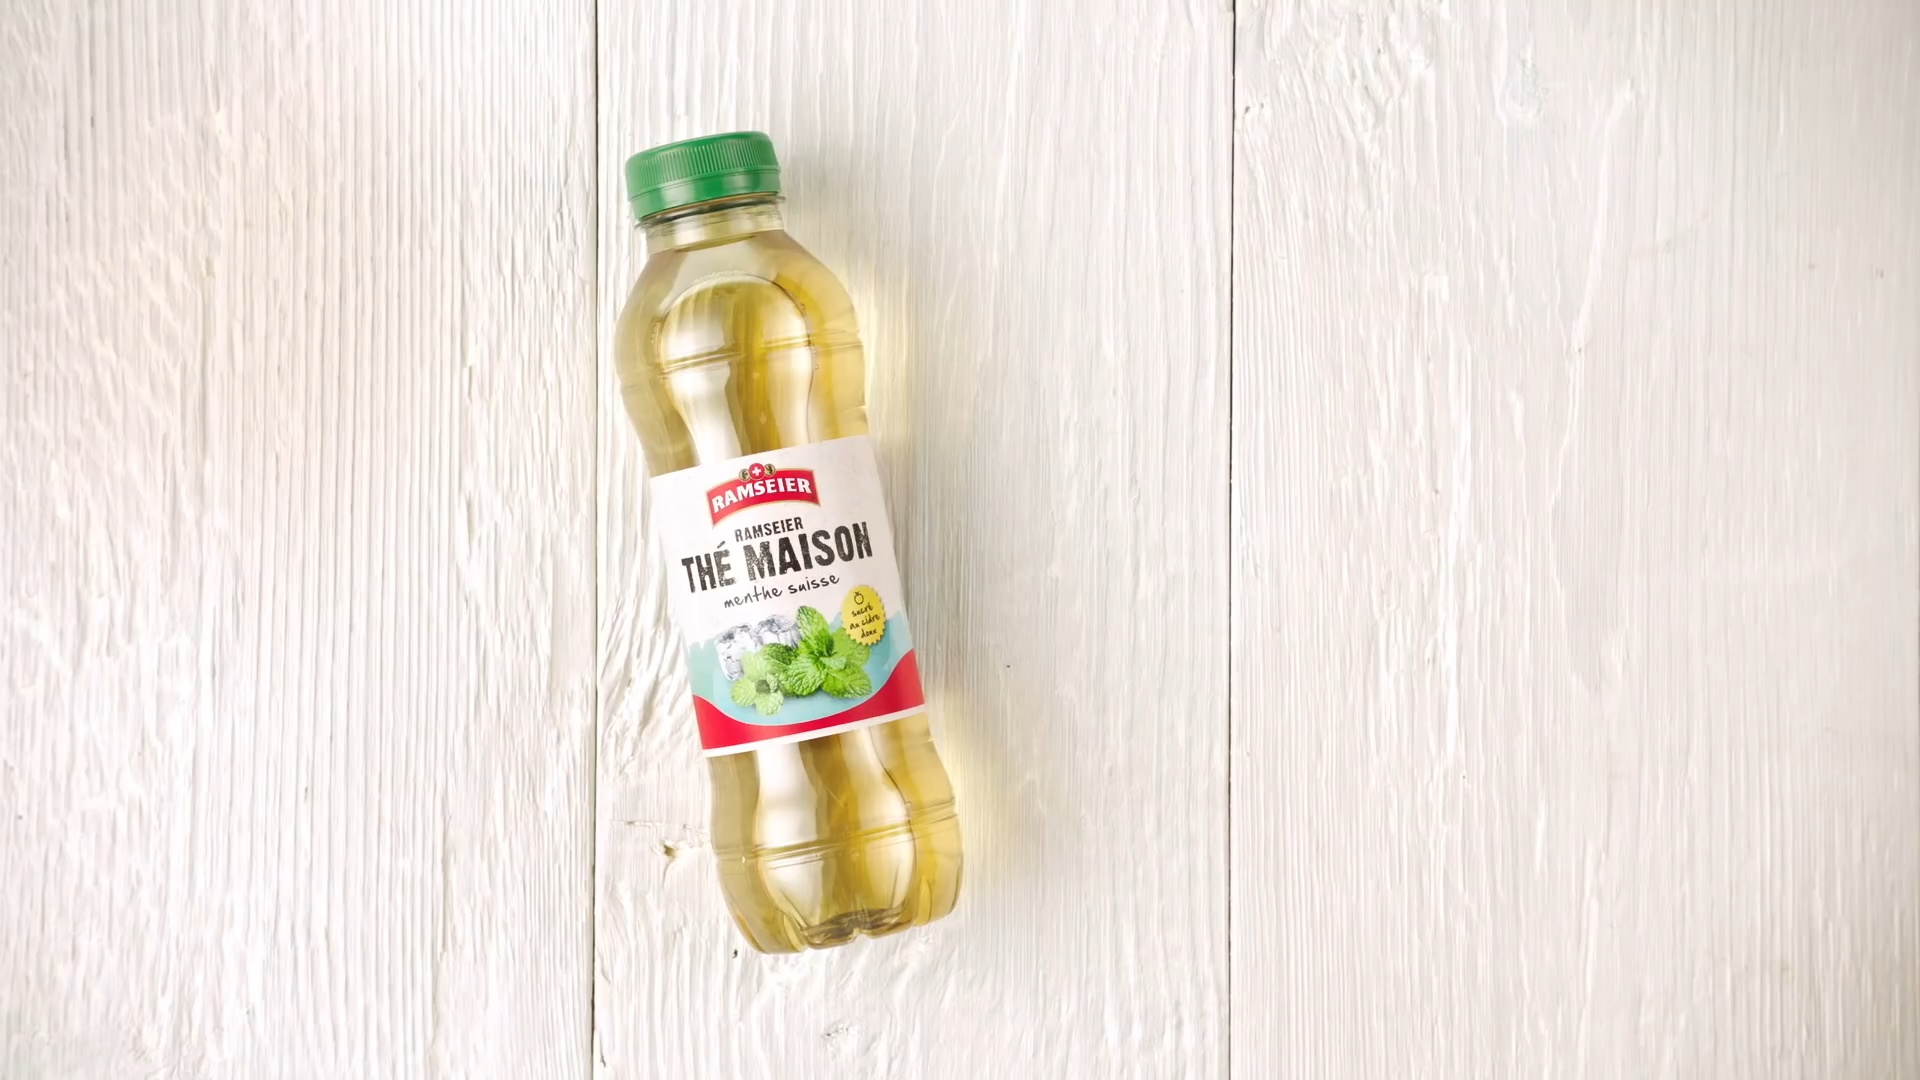 RAMSEIER
RAMSEIER
THÉ MAISON
menthe suisse
sucré
au cidre
doux